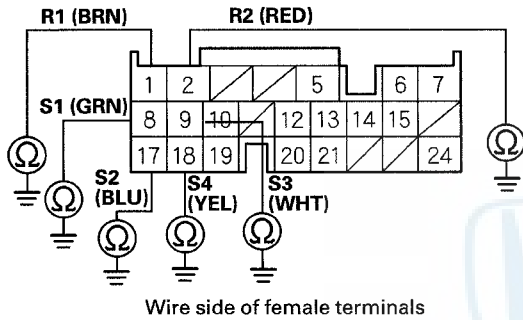 R1 (BRN) R2 (RED)
1 2 5 6 7
S1 (GRN)
8 9 10 12 13 14 15
Ω Ω
17 18 19 20 21 24
S2 (BLU) S4 (YEL) S3 (WHT)
Ω Ω Ω
Wire side of female terminals